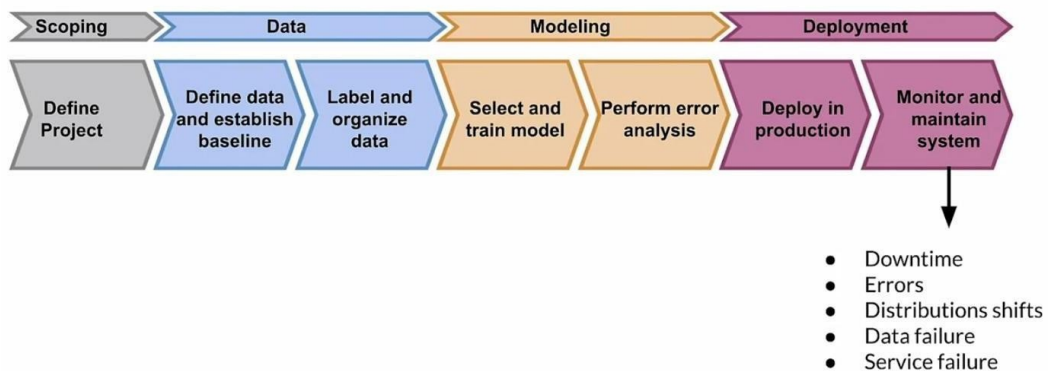 Scoping
Data
Modeling
Deployment
Define
Project
Define data
and establish
baseline
Label and
organize
data
Select and
train model
Perform error
analysis
Deploy in
production
Monitor and
maintain
system
● Downtime
● Errors
● Distributions shifts
● Data failure
● Service failure